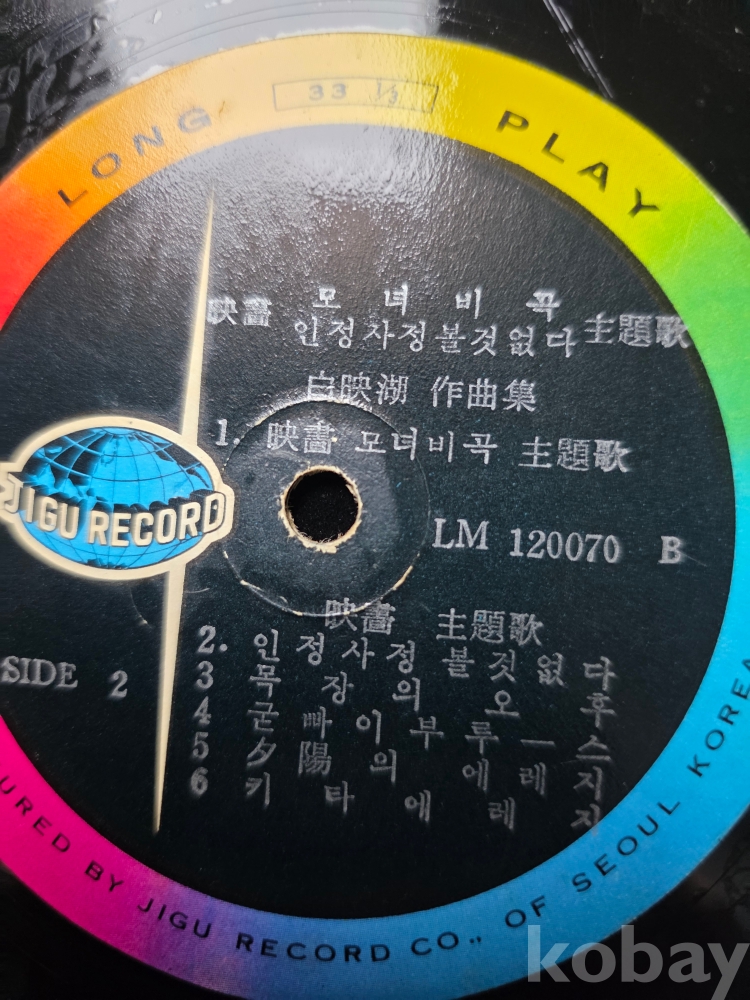 LONG 33 1/3 PLAY
映畵 모녀비곡 主題歌
인정사정볼것없다
白映湖 作曲集
1. 映畵 모녀비곡 主題歌
JIGU RECORD
LM 120070 B
映畵 主題歌
SIDE 2
2. 인정사정볼것없다
3 목장의오후
4 굳빠이부루ー스
5 夕陽의에레지
6 키타에레지
URED BY JIGU RECORD CO., OF SEOUL KOREA
kobay